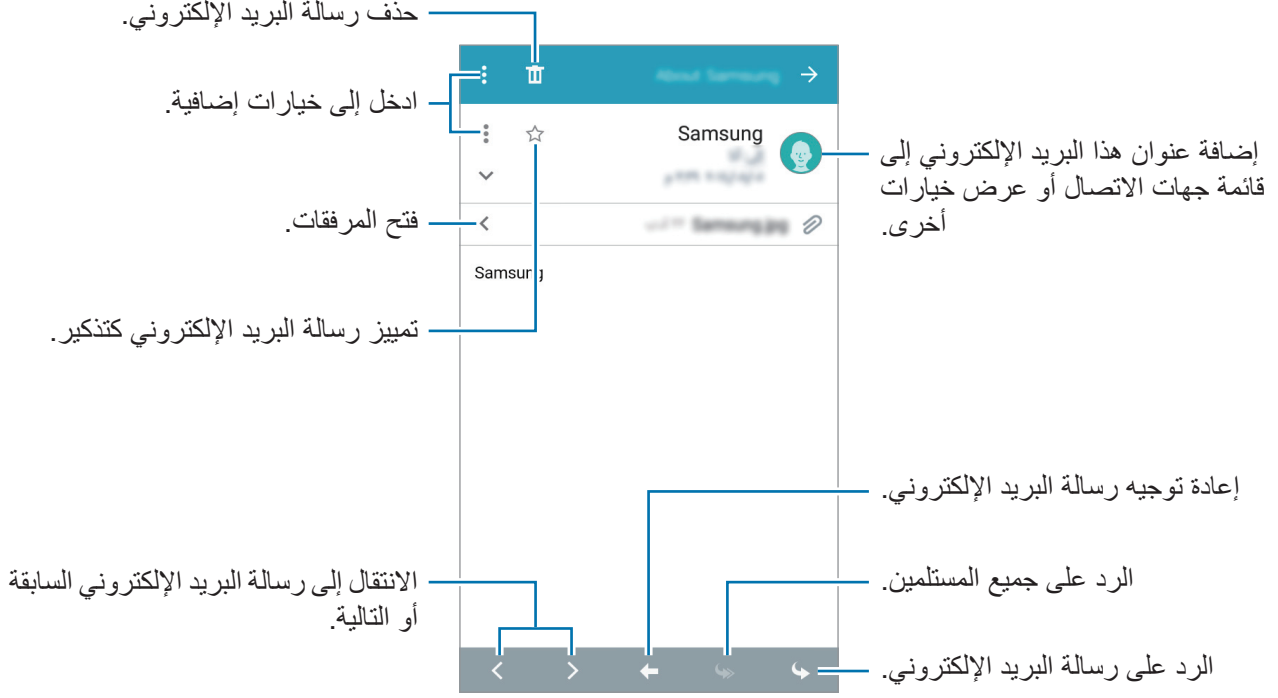 حذف رسالة البريد الإلكتروني.
ادخل إلى خيارات إضافية.
Samsung
إضافة عنوان هذا البريد الإلكتروني إلى
قائمة جهات الاتصال أو عرض خيارات
أخرى.
فتح المرفقات.
Samsung
تمييز رسالة البريد الإلكتروني كتذكير.
إعادة توجيه رسالة البريد الإلكتروني.
الرد على جميع المستلمين.
الانتقال إلى رسالة البريد الإلكتروني السابقة
أو التالية.
الرد على رسالة البريد الإلكتروني.